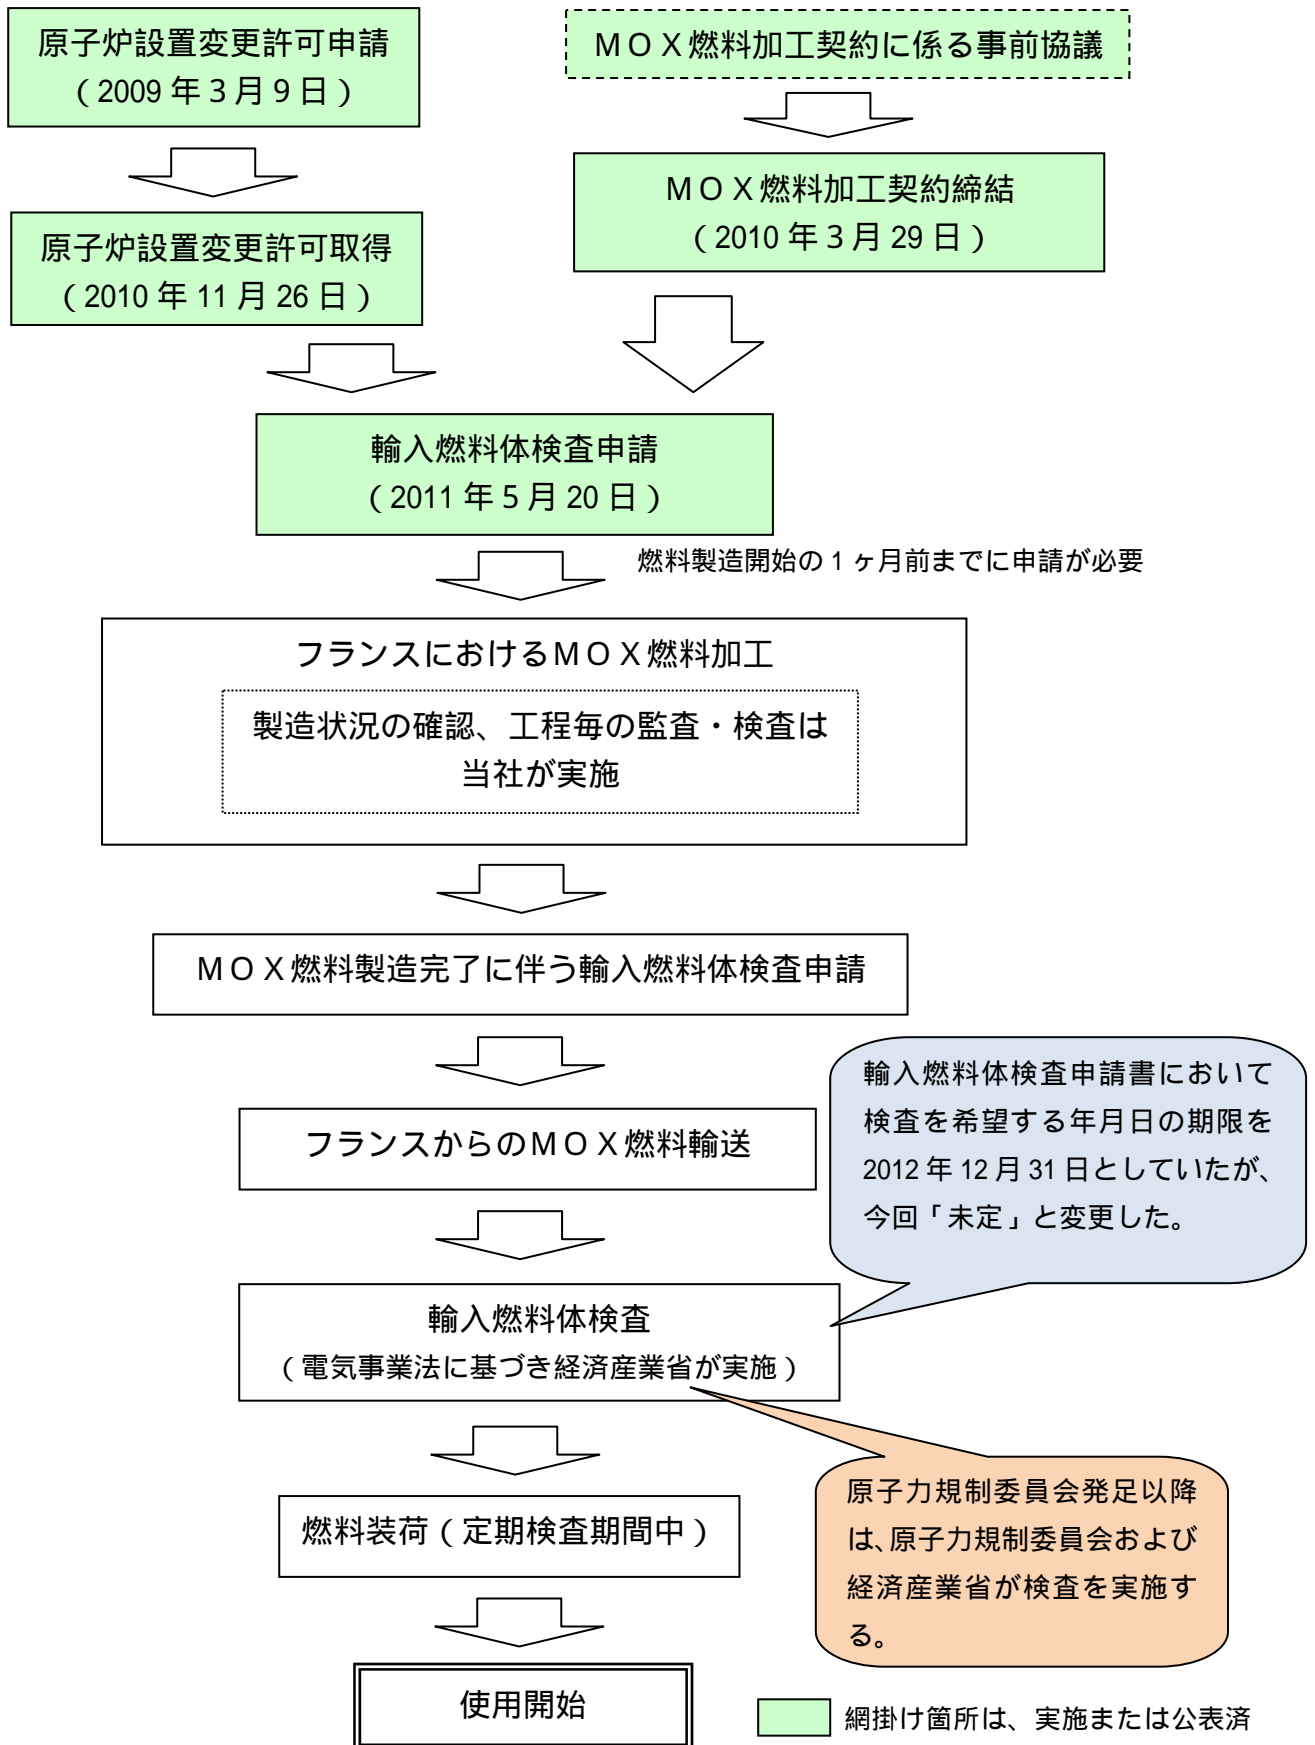 原子炉設置変更許可申請
（2009年３月９日）
ＭＯＸ燃料加工契約に係る事前協議
ＭＯＸ燃料加工契約締結
（2010年３月29日）
原子炉設置変更許可取得
（2010年11月26日）
輸入燃料体検査申請
（2011年５月20日）
燃料製造開始の１ヶ月前までに申請が必要
フランスにおけるＭＯＸ燃料加工
製造状況の確認、工程毎の監査・検査は
当社が実施
ＭＯＸ燃料製造完了に伴う輸入燃料体検査申請
フランスからのＭＯＸ燃料輸送
輸入燃料体検査申請書において
検査を希望する年月日の期限を
2012年12月31日としていたが、
今回「未定」と変更した。
輸入燃料体検査
（電気事業法に基づき経済産業省が実施）
燃料装荷（定期検査期間中）
原子力規制委員会発足以降
は、原子力規制委員会および
経済産業省が検査を実施す
る。
使用開始
網掛け箇所は、実施または公表済